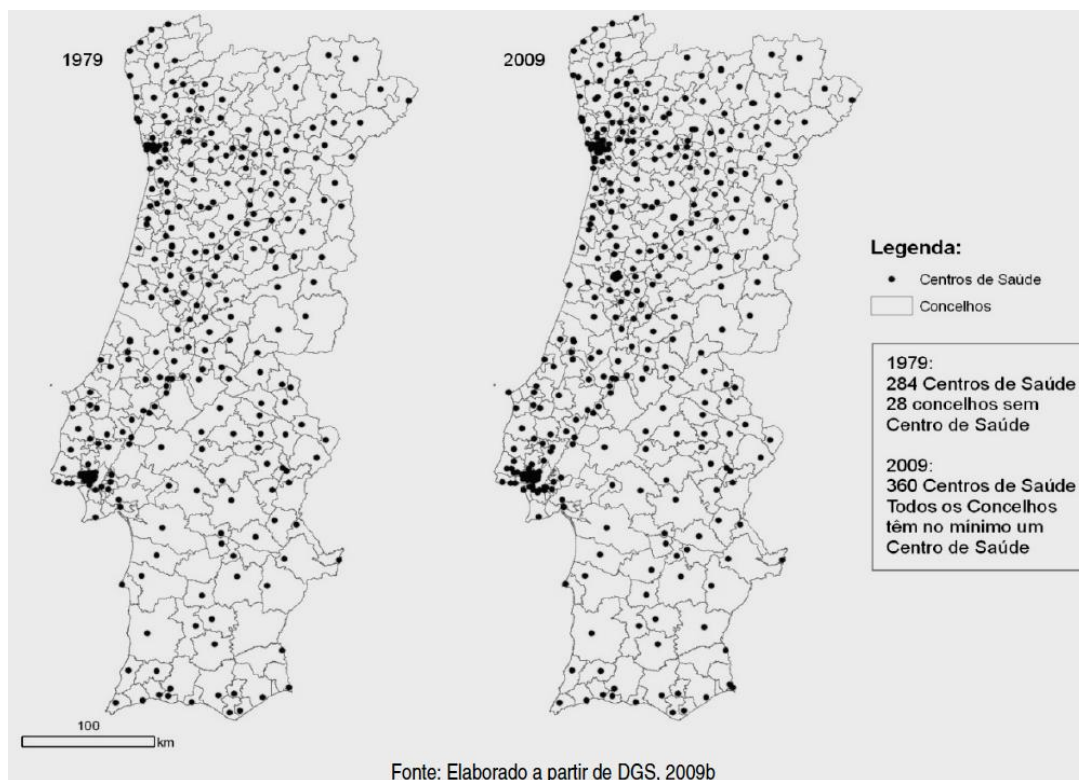 1979
2009
Legenda:
Centros de Saúde
Concelhos
1979:
284 Centros de Saúde
28 concelhos sem
Centro de Saúde
2009:
360 Centros de Saúde
Todos os Concelhos
têm no mínimo um
Centro de Saúde
100
km
Fonte: Elaborado a partir de DGS, 2009b